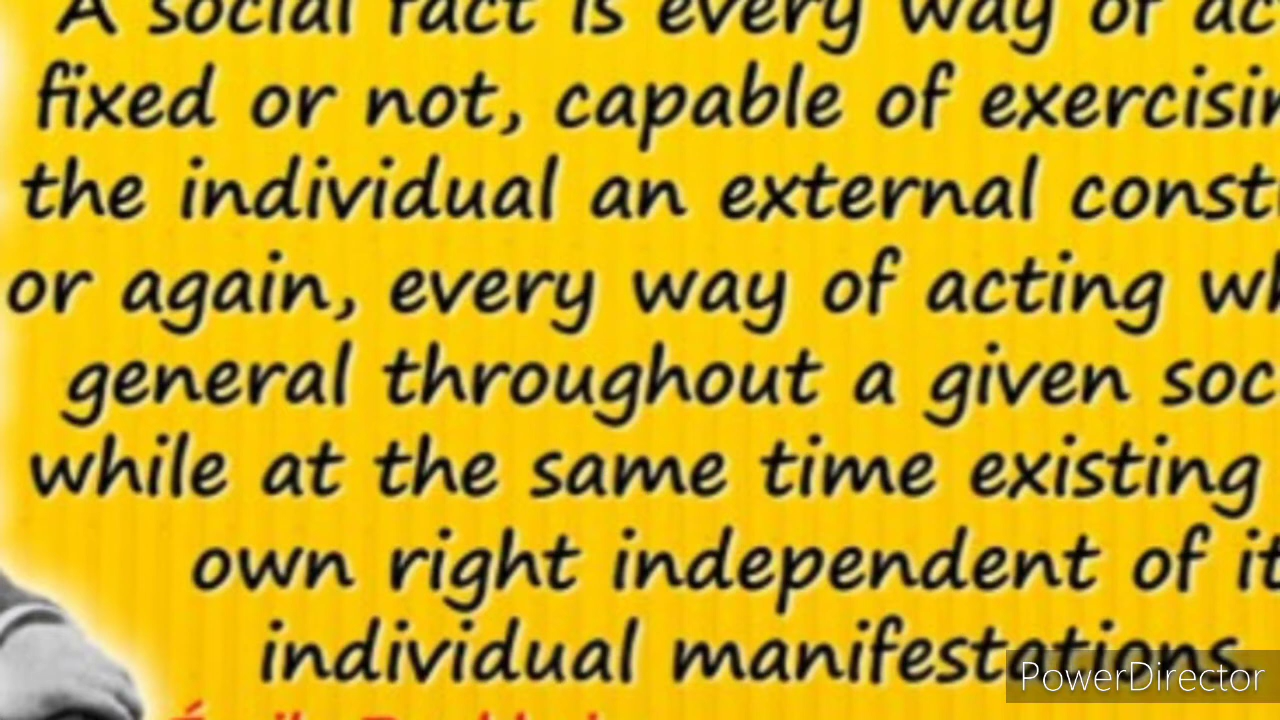 A social fact is every way of ac
fixed or not, capable of exercisin
the individual an external const
or again, every way of acting wh
general throughout a given soc
while at the same time existing
own right independent of it
individual manifestations.
PowerDirector